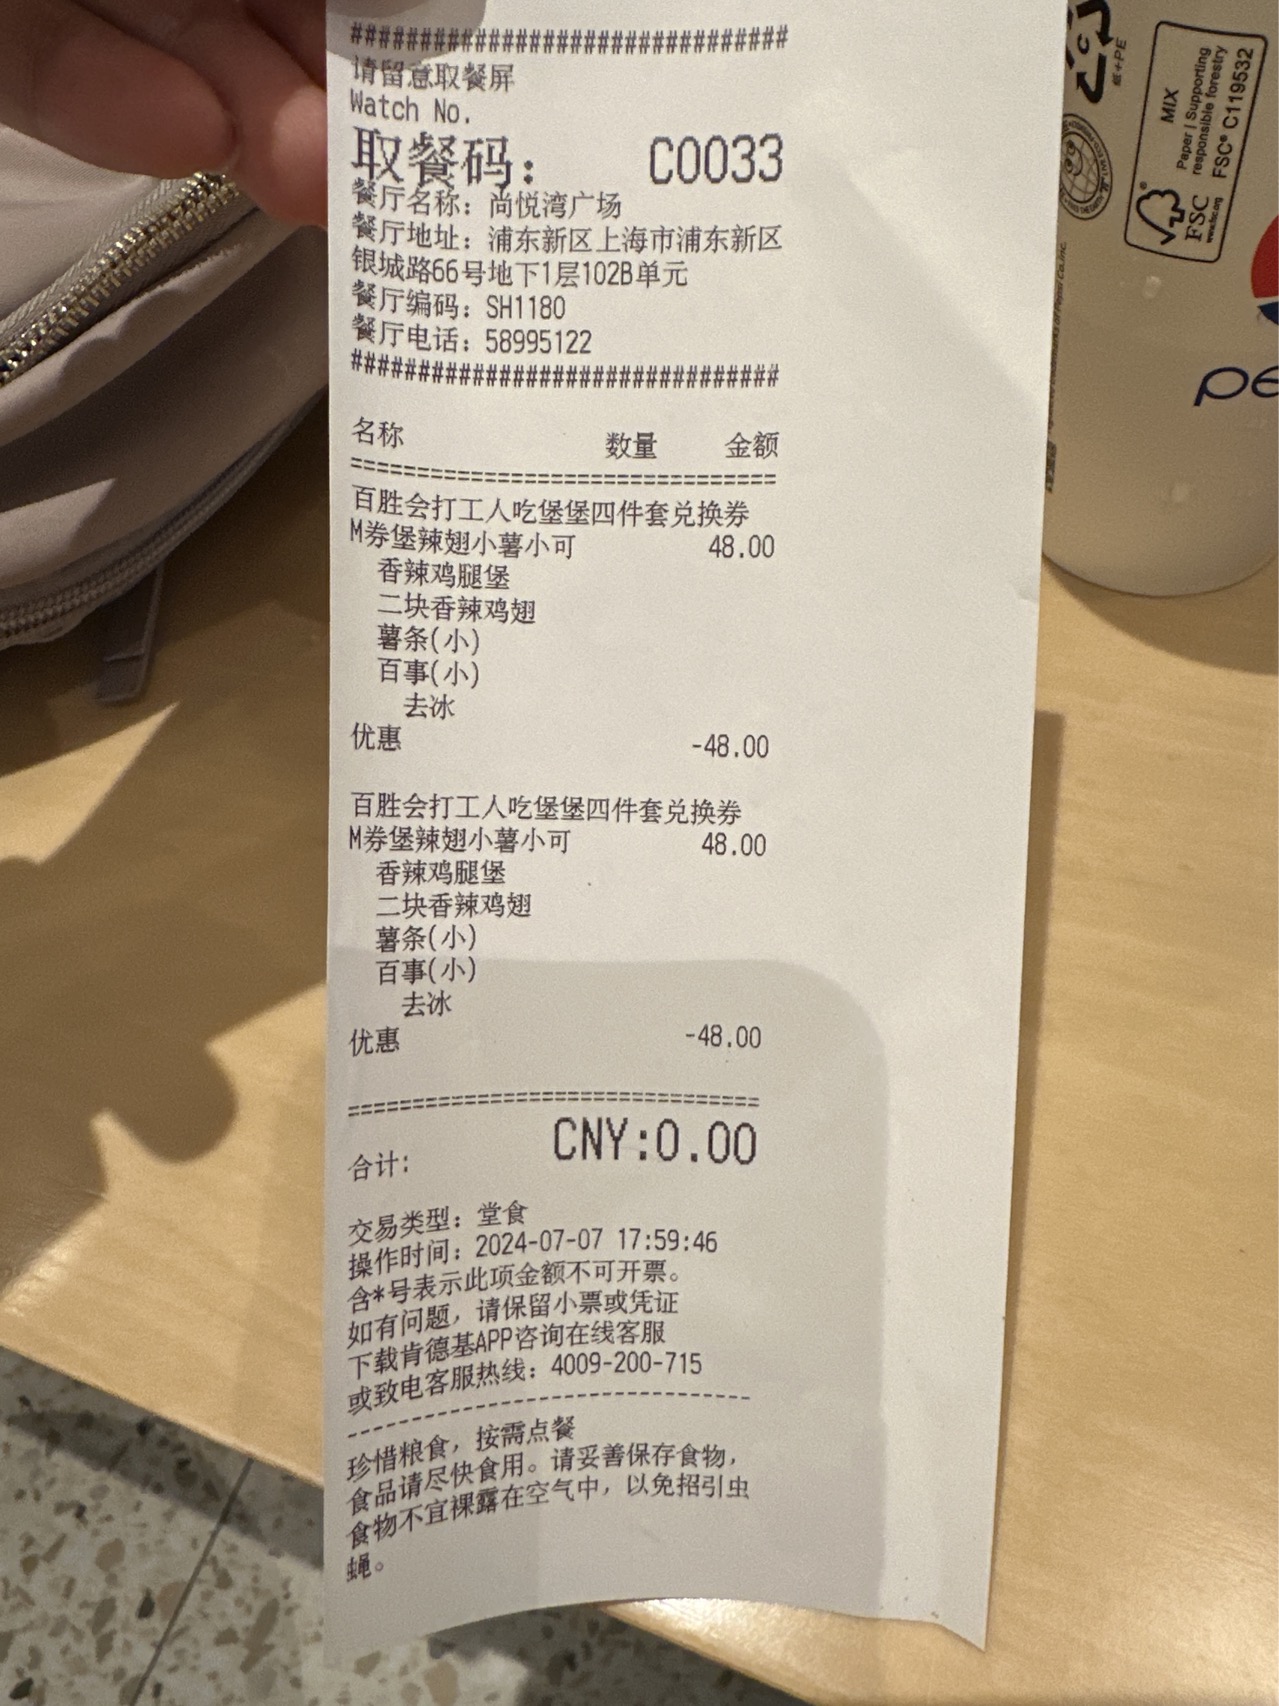 ################################
请留意取餐屏
Watch No.
取餐码: C0033
餐厅名称: 尚悦湾广场
餐厅地址: 浦东新区上海市浦东新区
银城路66号地下1层102B单元
餐厅编码: SH1180
餐厅电话: 58995122
################################
名称 数量 金额
================================
百胜会打工人吃堡堡四件套兑换券
M券堡辣翅小薯小可 48.00
香辣鸡腿堡
二块香辣鸡翅
薯条(小)
百事(小)
去冰
优惠 -48.00
百胜会打工人吃堡堡四件套兑换券
M券堡辣翅小薯小可 48.00
香辣鸡腿堡
二块香辣鸡翅
薯条(小)
百事(小)
去冰
优惠 -48.00
================================
合计: CNY:0.00
交易类型: 堂食
操作时间: 2024-07-07 17:59:46
含*号表示此项金额不可开票。
如有问题, 请保留小票或凭证
下载肯德基APP咨询在线客服
或致电客服热线: 4009-200-715
--------------------------------
珍惜粮食, 按需点餐
食品请尽快食用。请妥善保存食物,
食物不宜裸露在空气中, 以免招引虫
蝇。
纸+PE
MIX
Paper | Supporting
responsible forestry
FSC® C119532
FSC
www.fsc.org
pe